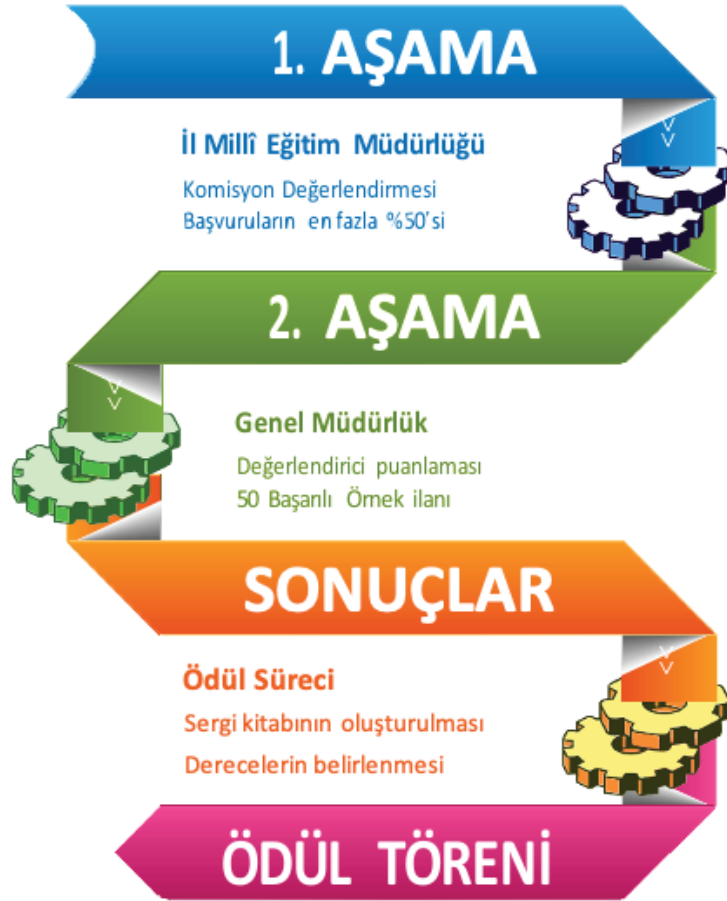 1. AŞAMA
İl Millî Eğitim Müdürlüğü
Komisyon Değerlendirmesi
Başvuruların en fazla %50'si
2. AŞAMA
Genel Müdürlük
Değerlendirici puanlaması
50 Başarılı Örnek ilanı
SONUÇLAR
Ödül Süreci
Sergi kitabının oluşturulması
Derecelerin belirlenmesi
ÖDÜL TÖRENİ